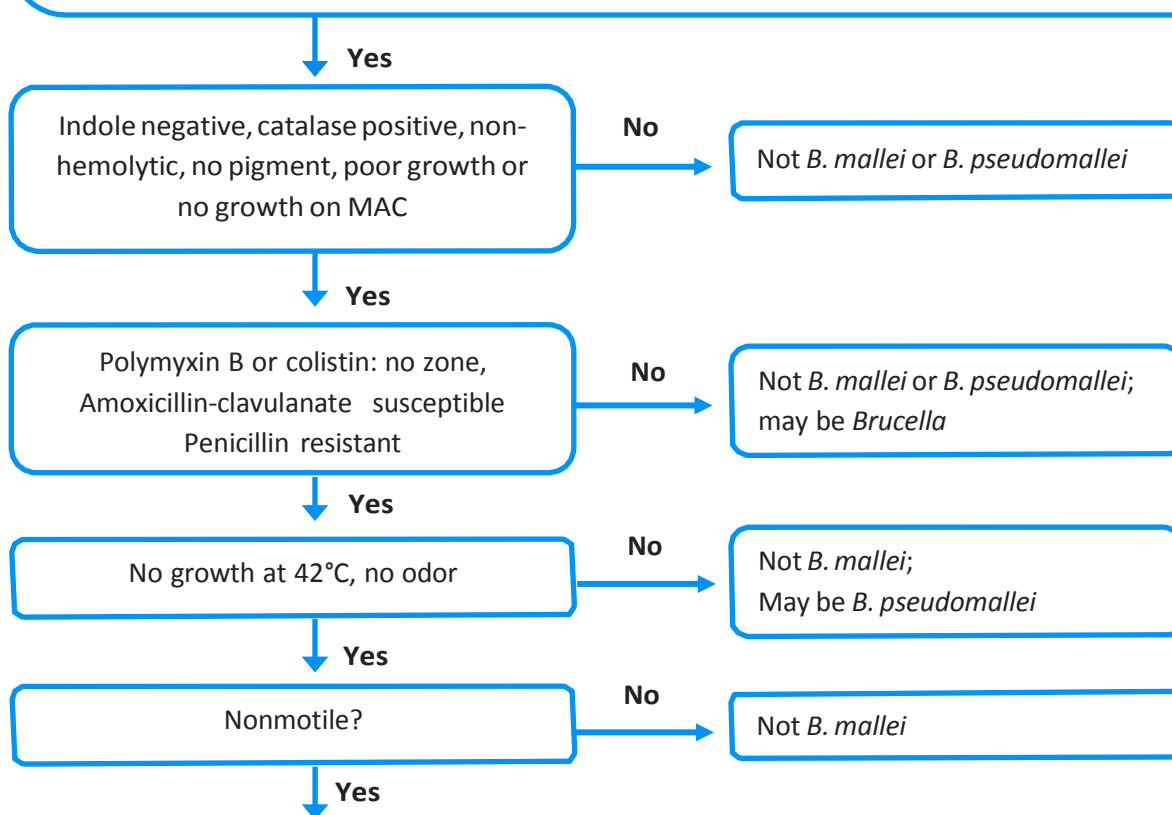 Yes
Indole negative, catalase positive, non-
hemolytic, no pigment, poor growth or
no growth on MAC
No
Not B. mallei or B. pseudomallei
Yes
Polymyxin B or colistin: no zone,
Amoxicillin-clavulanate susceptible
Penicillin resistant
No
Not B. mallei or B. pseudomallei;
may be Brucella
Yes
No growth at 42°C, no odor
No
Not B. mallei;
May be B. pseudomallei
Yes
Nonmotile?
No
Not B. mallei
Yes